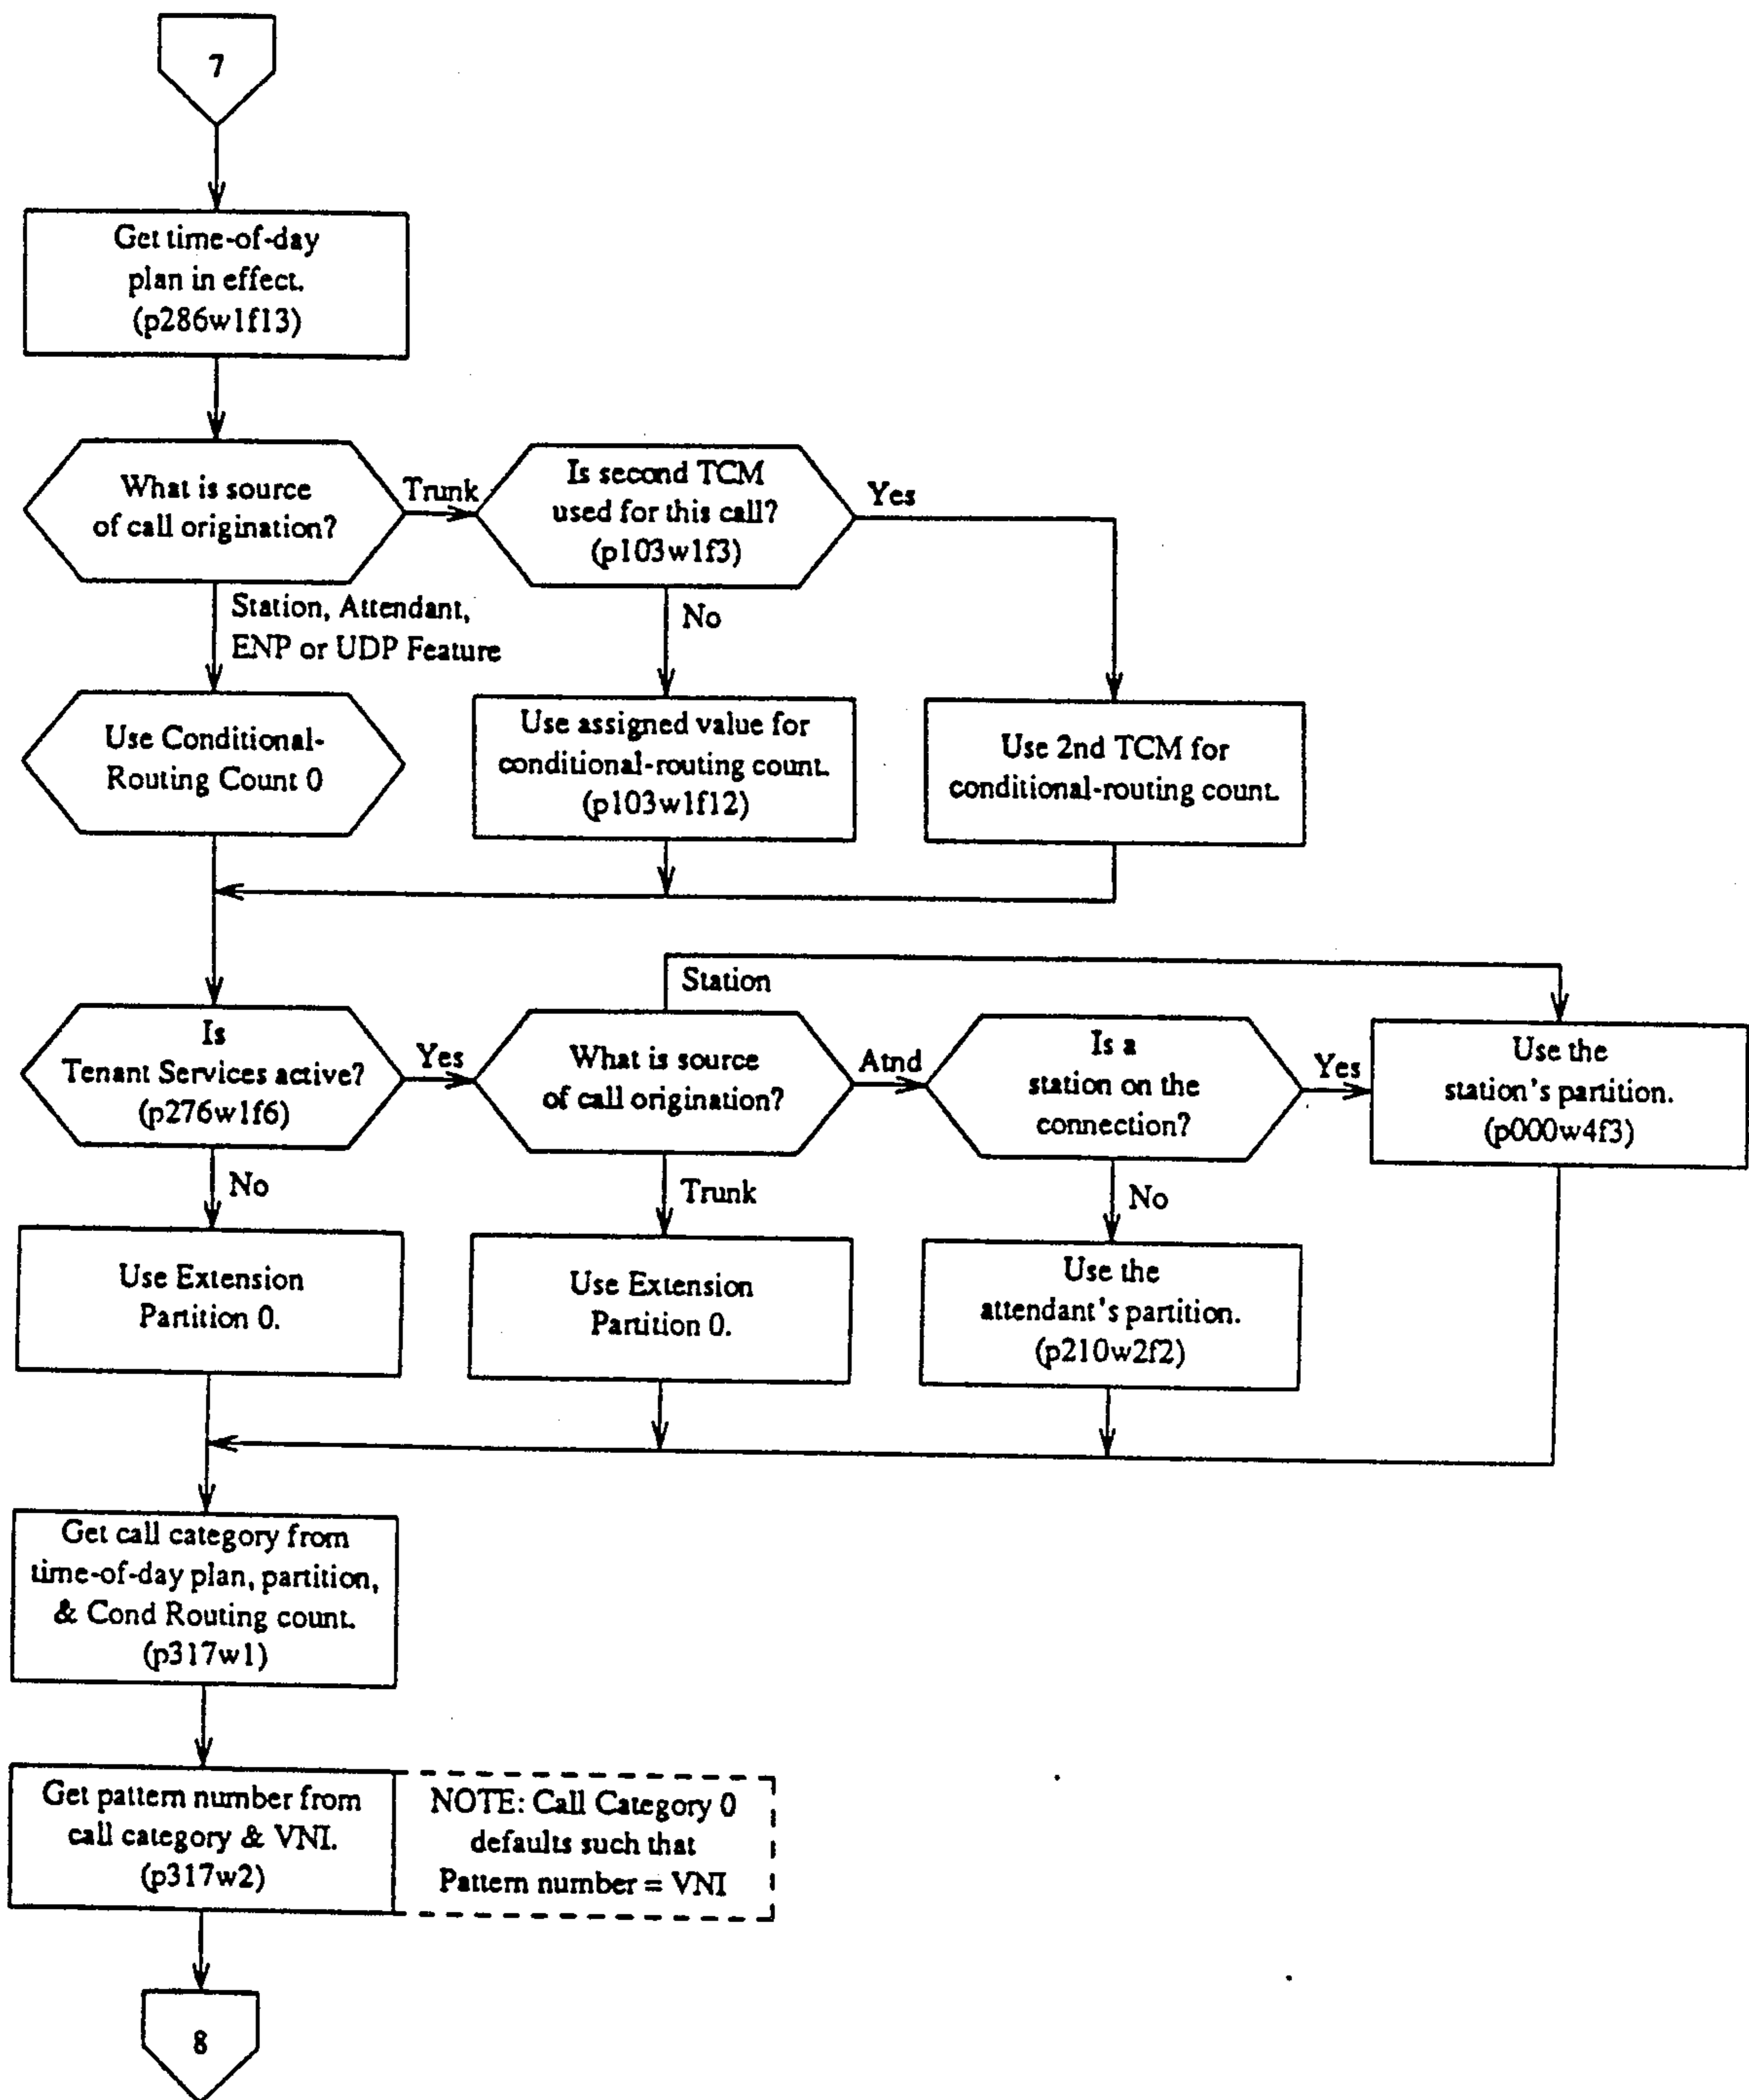 7
Get time-of-day
plan in effect.
(p286w1f13)
What is source
of call origination?
Trunk
Is second TCM
used for this call?
(p103w1f3)
Yes
Station, Attendant,
ENP or UDP Feature
No
Use Conditional-
Routing Count 0
Use assigned value for
conditional-routing count.
(p103w1f12)
Use 2nd TCM for
conditional-routing count.
Station
Is
Tenant Services active?
(p276w1f6)
Yes
What is source
of call origination?
Atnd
Is a
station on the
connection?
Yes
Use the
station's partition.
(p000w4f3)
No
Trunk
No
Use Extension
Partition 0.
Use Extension
Partition 0.
Use the
attendant's partition.
(p210w2f2)
Get call category from
time-of-day plan, partition,
& Cond Routing count.
(p317w1)
Get pattern number from
call category & VNI.
(p317w2)
NOTE: Call Category 0
defaults such that
Pattern number = VNI
8